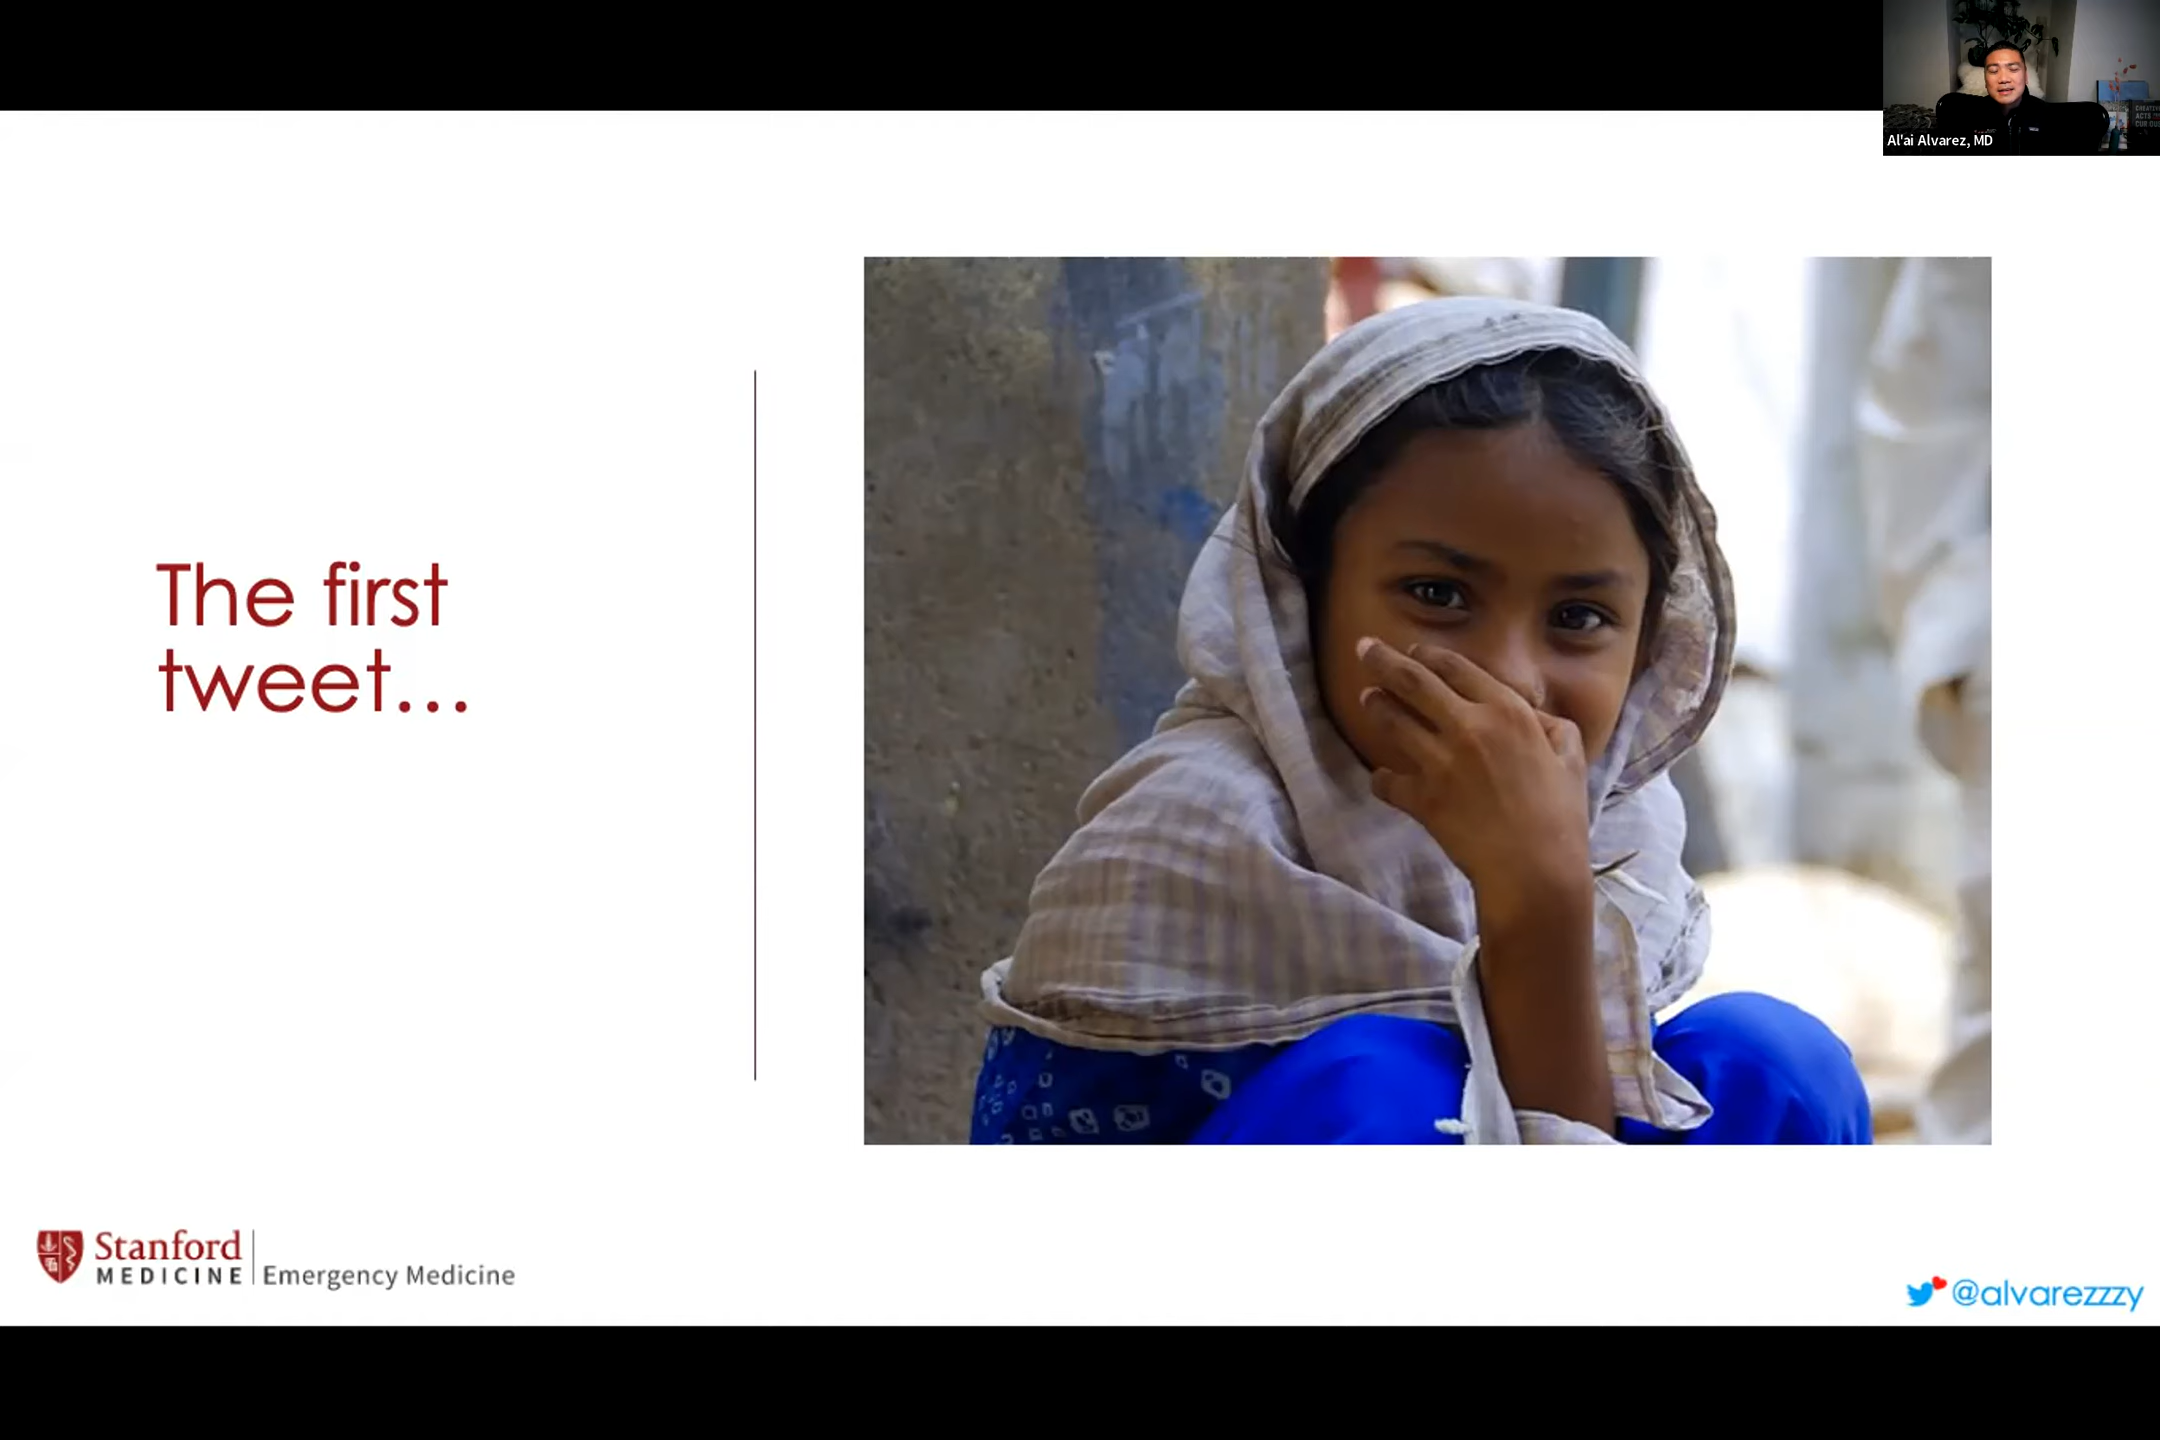 Al'ai Alvarez, MD
The first
tweet...
Stanford
MEDICINE
Emergency Medicine
@alvarezzzy